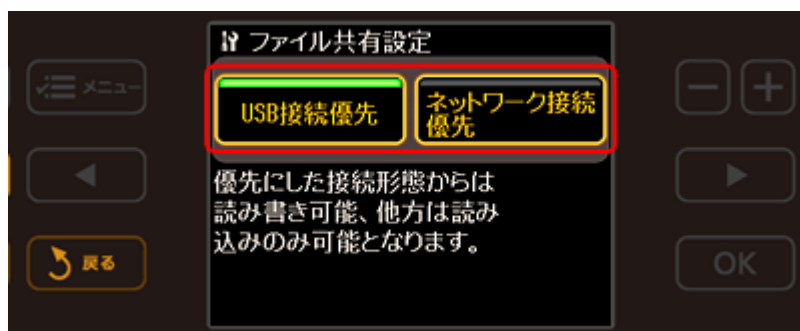 ファイル共有設定
メニュー
USB接続優先
ネットワーク接続
優先
優先にした接続形態からは
読み書き可能、他方は読み
込みのみ可能となります。
戻る
OK